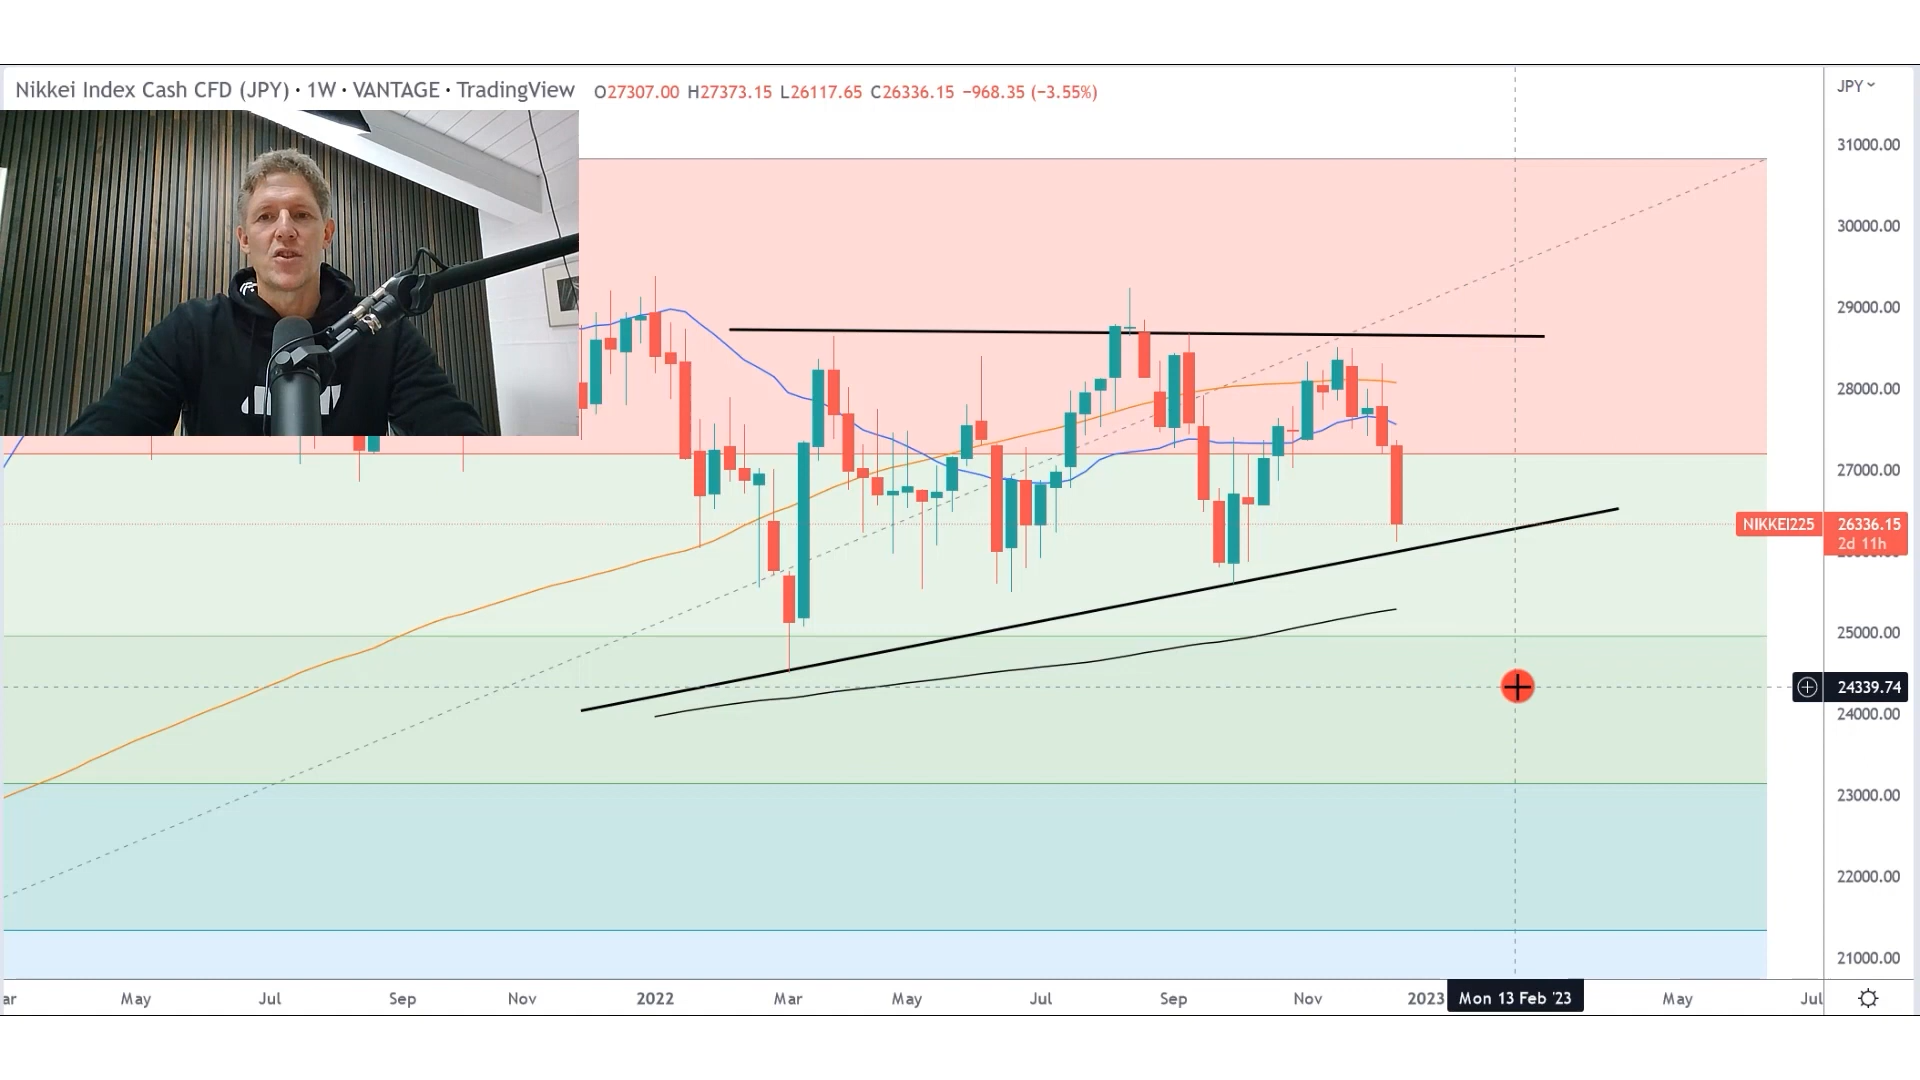 Nikkei Index Cash CFD (JPY) · 1W · VANTAGE · TradingView O27307.00 H27373.15 L26117.65 C26336.15 −968.35 (−3.55%)
JPY
31000.00
30000.00
29000.00
28000.00
27000.00
NIKKEI225 26336.15
2d 11h
25000.00
24339.74
24000.00
23000.00
22000.00
21000.00
ar May Jul Sep Nov 2022 Mar May Jul Sep Nov 2023 Mon 13 Feb '23 May Jul